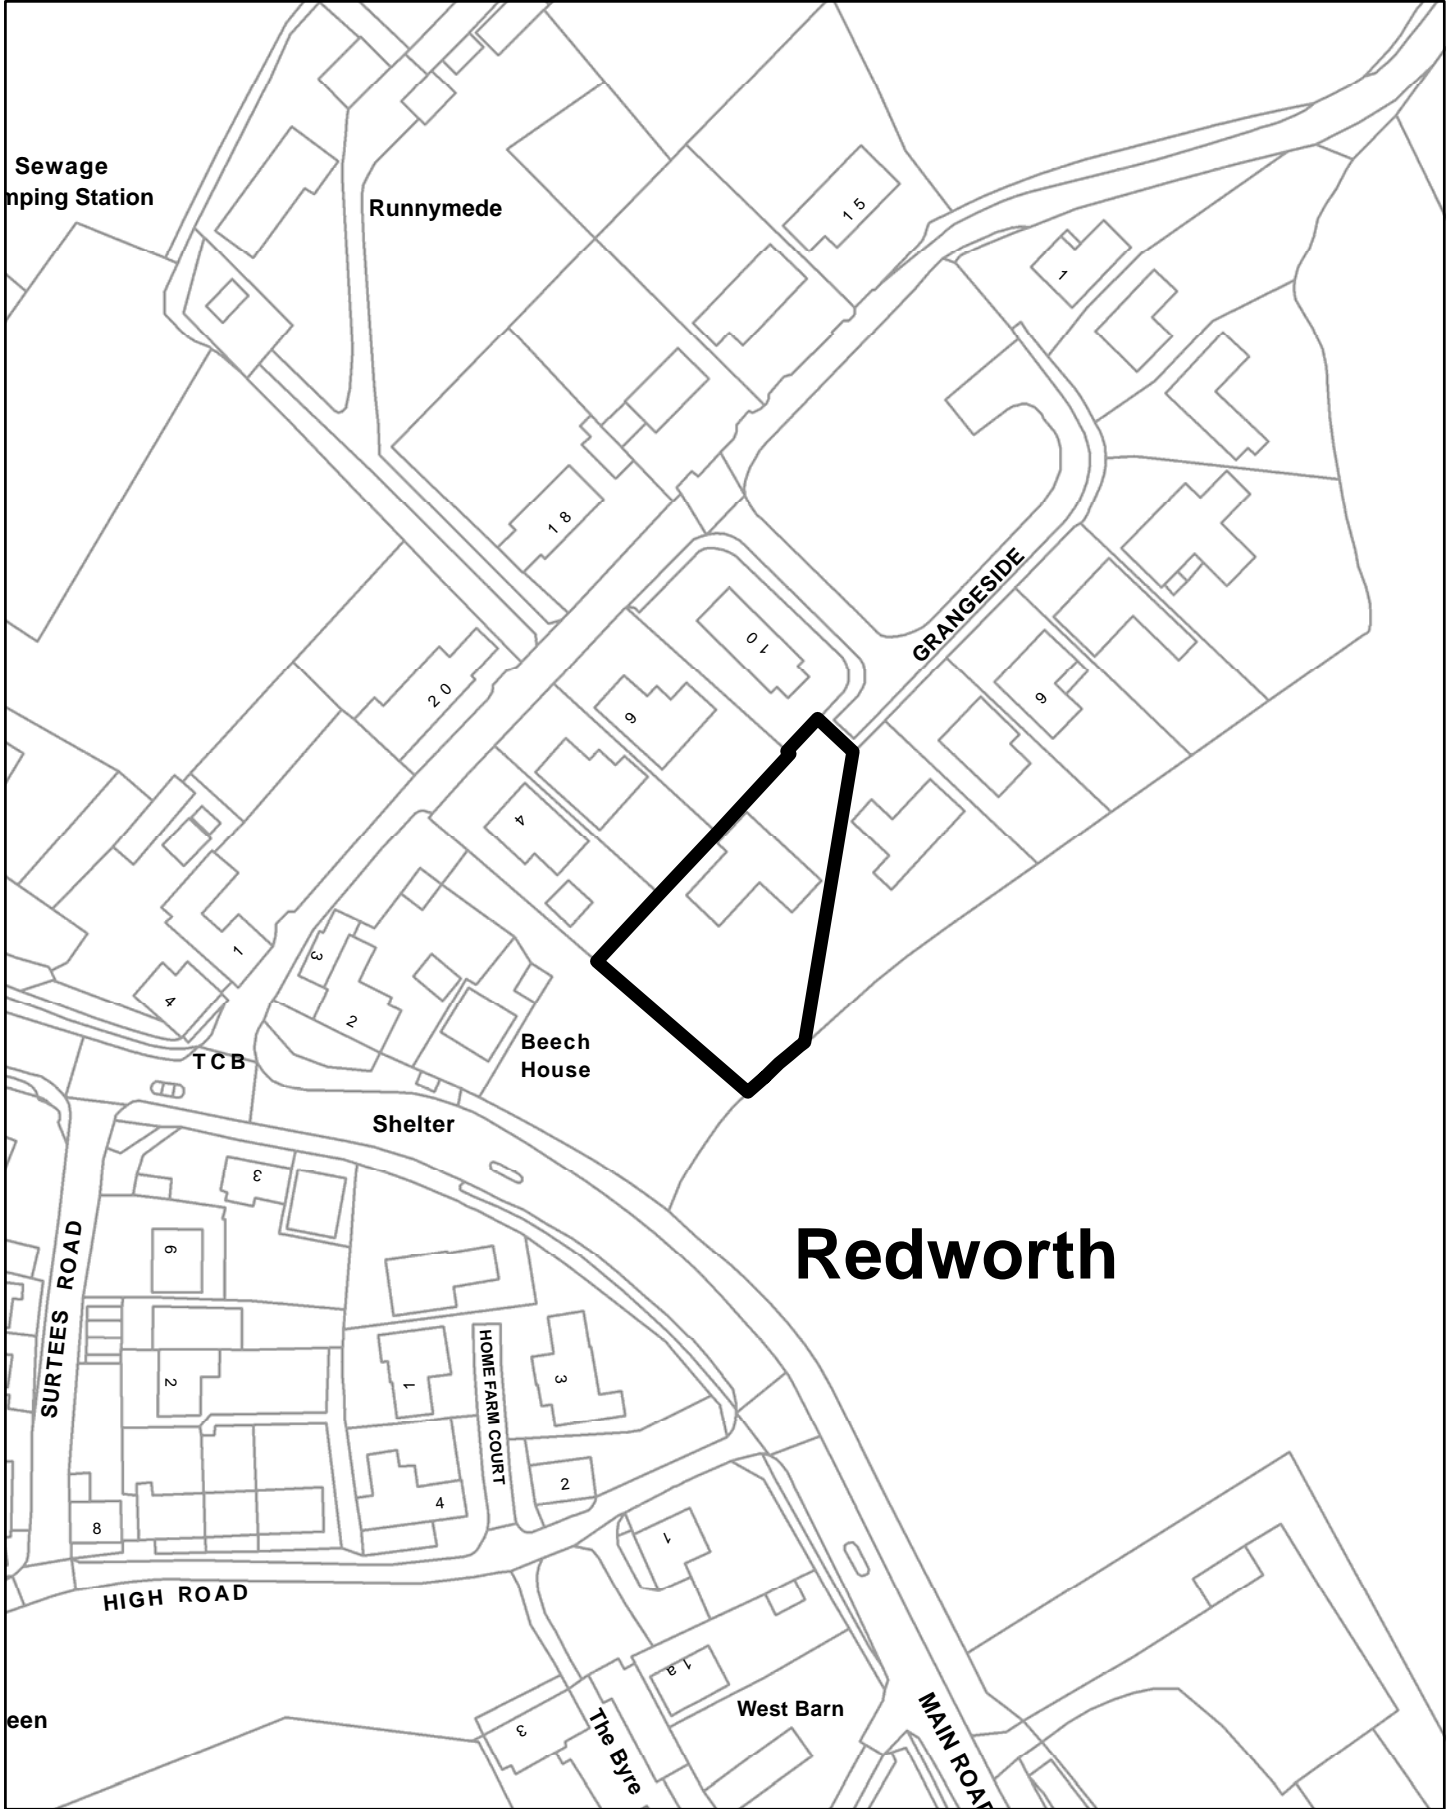 Sewage
mping Station
Runnymede
15
1
18
GRANGESIDE
10
20
9
6
4
1
3
4
2
Beech
House
TCB
Shelter
3
Redworth
6
SURTEES ROAD
HOME FARM COURT
2
1
3
4
2
8
1
HIGH ROAD
1a
een
3
The Byre
West Barn
MAIN ROAD